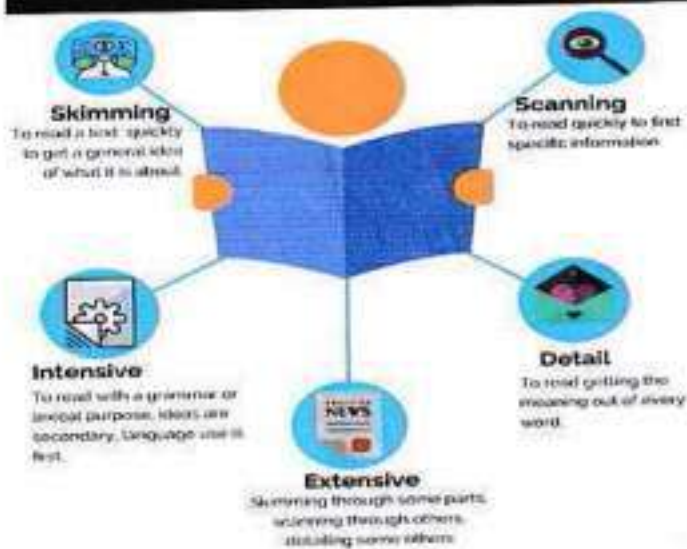 Skimming
To read a text quickly
to get a general idea
of what it is about.
Scanning
To read quickly to find
specific information
Intensive
To read with a grammar or
lexical purpose, ideas are
secondary, language use is
first.
Detail
To read getting the
meaning out of every
word.
NEWS
Extensive
Skimming through some parts,
scanning through others,
detailing some others